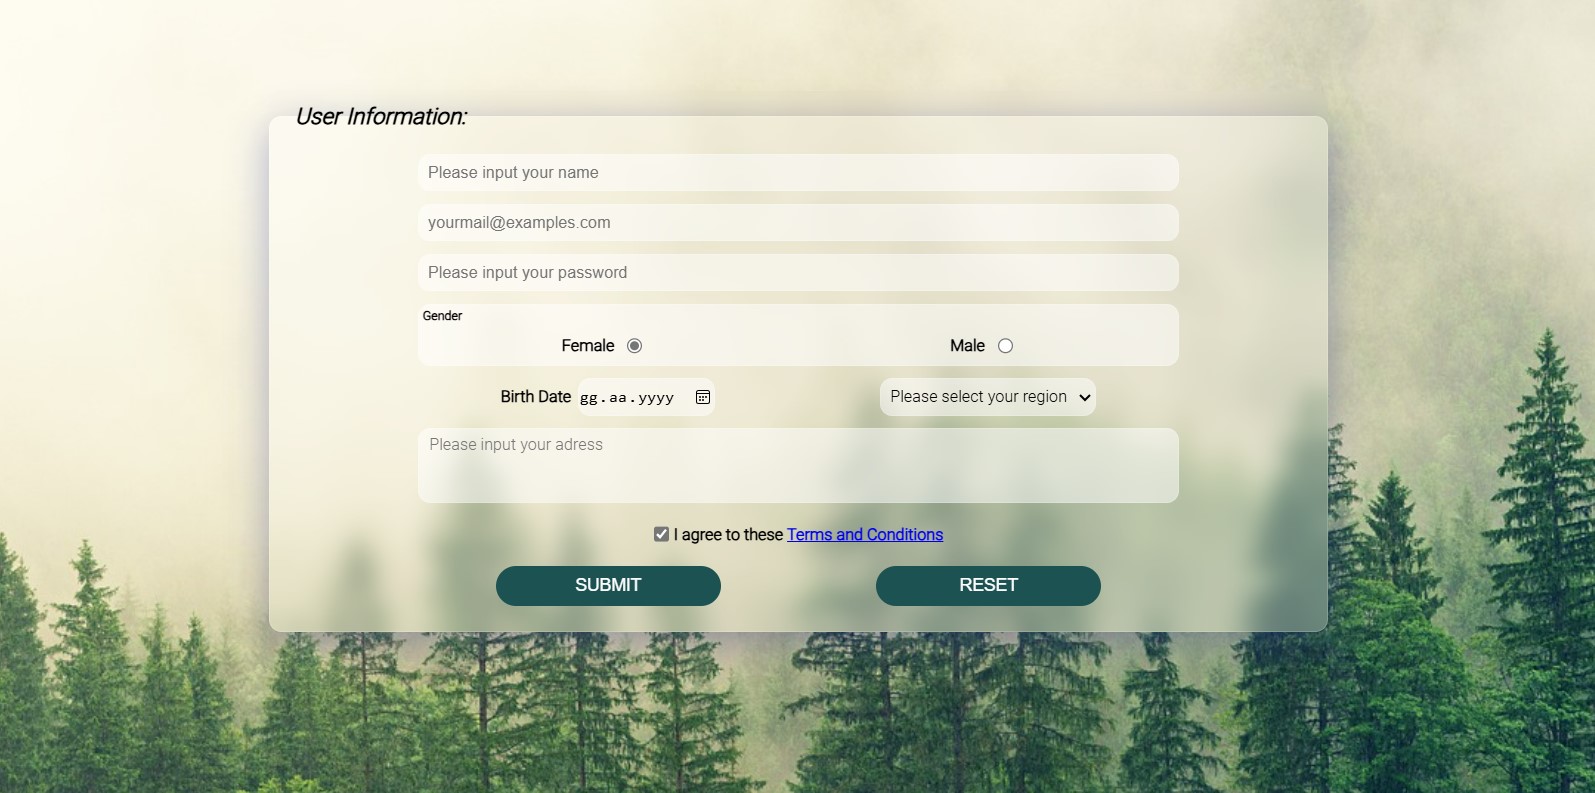 User Information:
Please input your name
yourmail@examples.com
Please input your password
Gender
Female Male
Birth Date gg.aa.yyyy Please select your region
Please input your adress
I agree to these Terms and Conditions
SUBMIT RESET